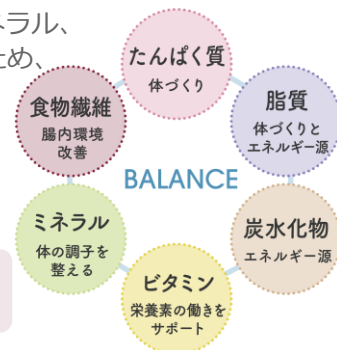 ネラル、
ため、
たんぱく質
体づくり
脂質
体づくりと
エネルギー源
炭水化物
エネルギー源
ビタミン
栄養素の働きを
サポート
ミネラル
体の調子を
整える
食物繊維
腸内環境
改善
BALANCE